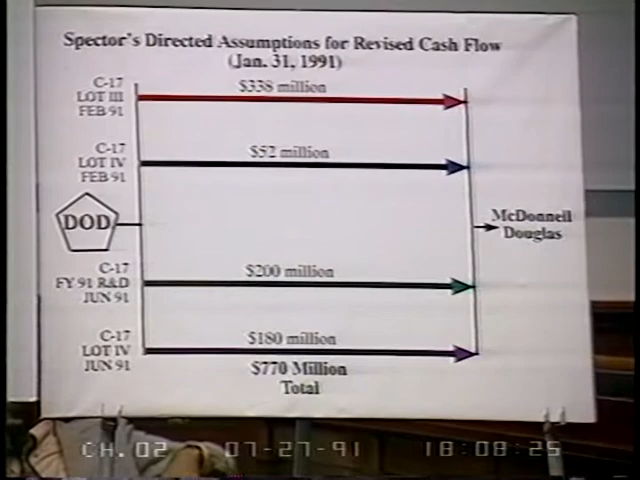 Spector's Directed Assumptions for Revised Cash Flow
(Jan. 31, 1991)
C-17
LOT III
FEB 91
$338 million
C-17
LOT IV
FEB 91
$52 million
DOD
McDonnell
Douglas
C-17
FY 91 R&D
JUN 91
$200 million
C-17
LOT IV
JUN 91
$180 million
$770 Million
Total
CH. 02 07-27-91 18:08:25